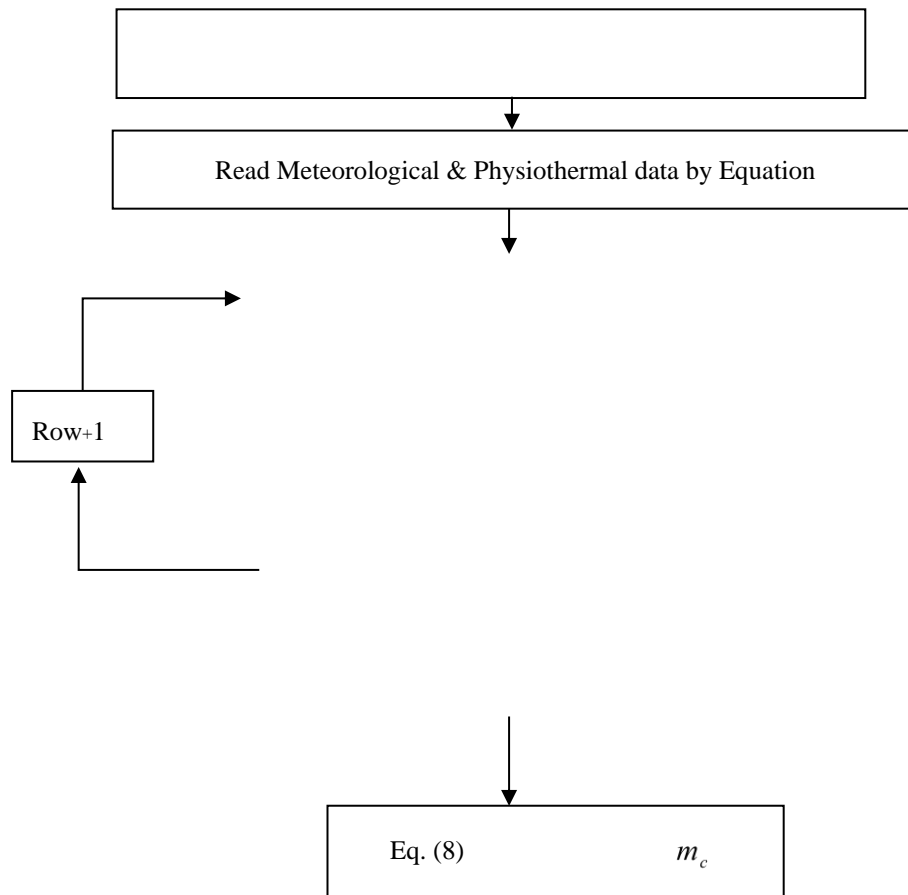 Read Meteorological & Physiothermal data by Equation
Row+1
Eq. (8) m_c